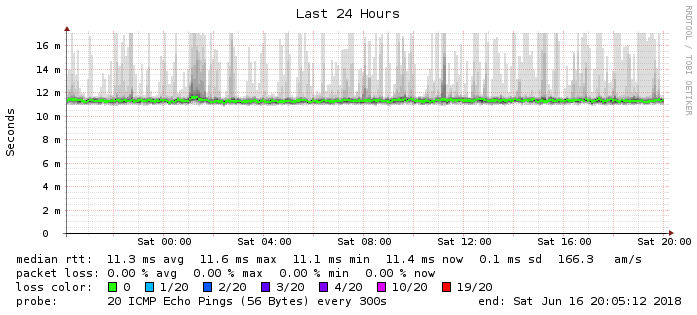 Last 24 Hours
RRDTOOL / TOBI OETIKER
Seconds
16 m
14 m
12 m
10 m
8 m
6 m
4 m
2 m
0
Sat 00:00 Sat 04:00 Sat 08:00 Sat 12:00 Sat 16:00 Sat 20:00
median rtt: 11.3 ms avg 11.6 ms max 11.1 ms min 11.4 ms now 0.1 ms sd 166.3 am/s
packet loss: 0.00 % avg 0.00 % max 0.00 % min 0.00 % now
loss color: 0 1/20 2/20 3/20 4/20 10/20 19/20
probe: 20 ICMP Echo Pings (56 Bytes) every 300s end: Sat Jun 16 20:05:12 2018